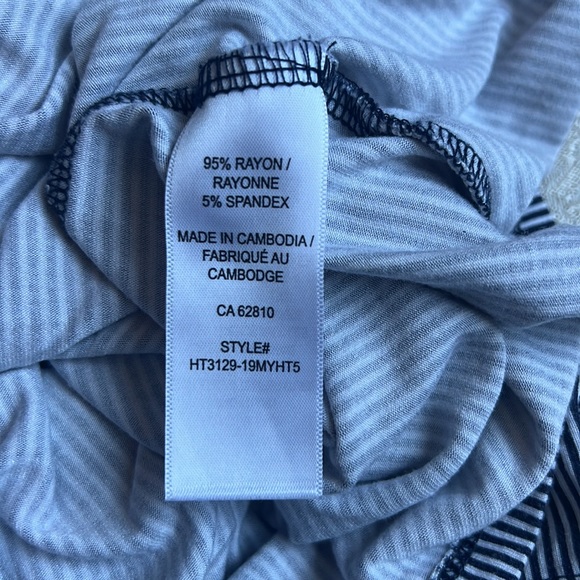 95% RAYON /
RAYONNE
5% SPANDEX
MADE IN CAMBODIA /
FABRIQUÉ AU
CAMBODGE
CA 62810
STYLE#
HT3129-19MYHT5